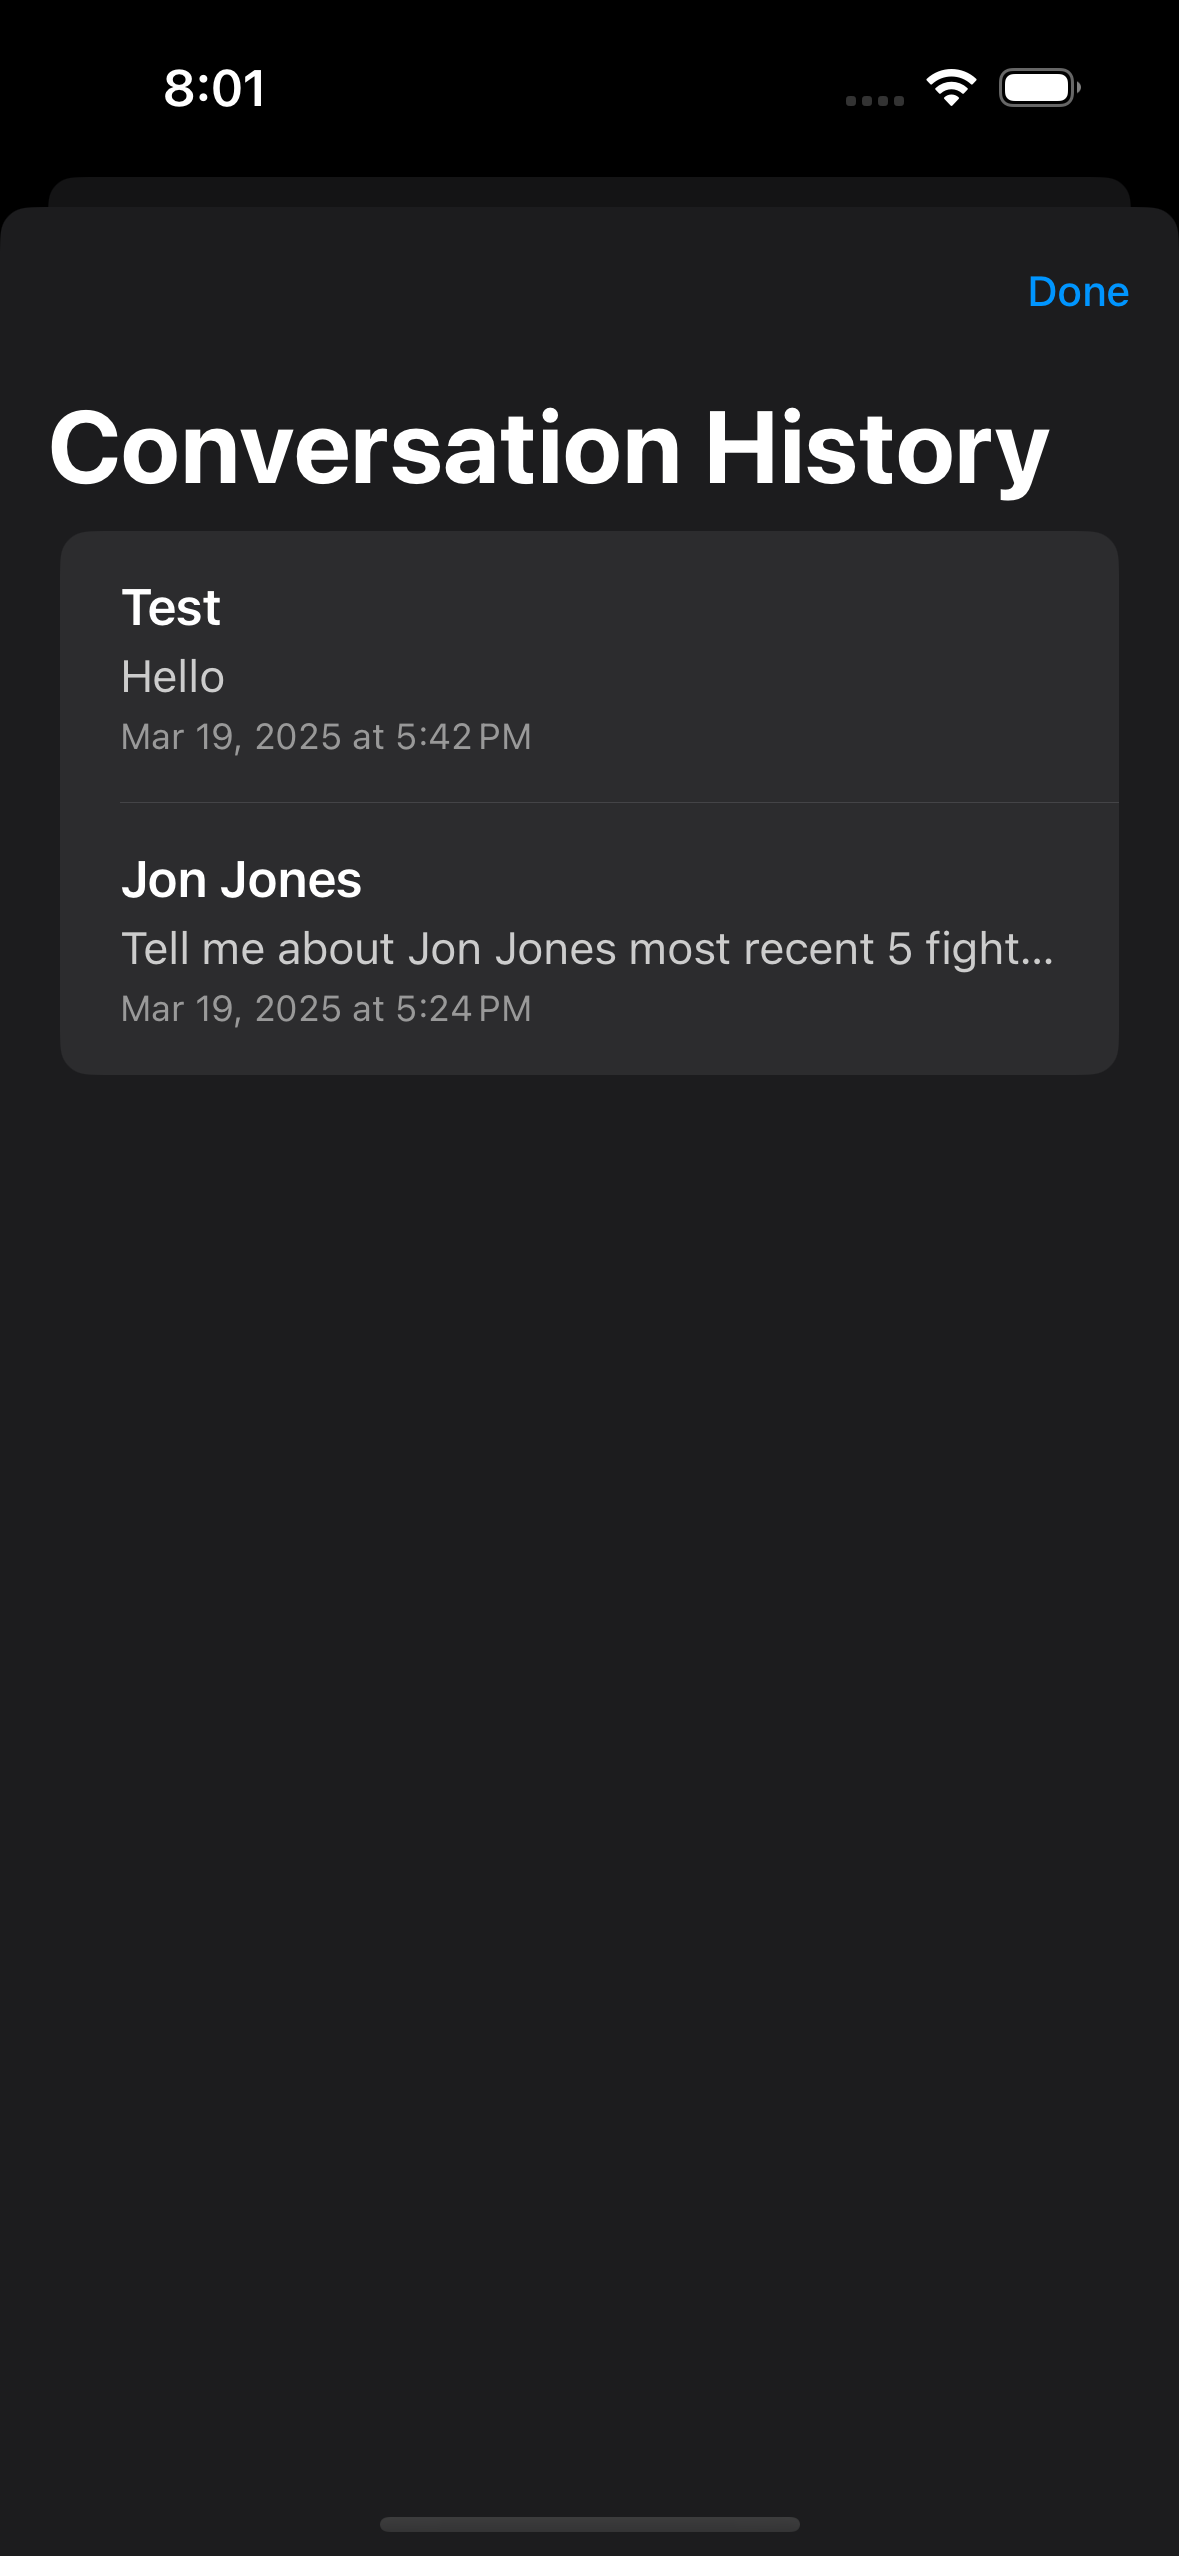 8:01
Done
Conversation History
Test
Hello
Mar 19, 2025 at 5:42 PM
Jon Jones
Tell me about Jon Jones most recent 5 fight...
Mar 19, 2025 at 5:24 PM